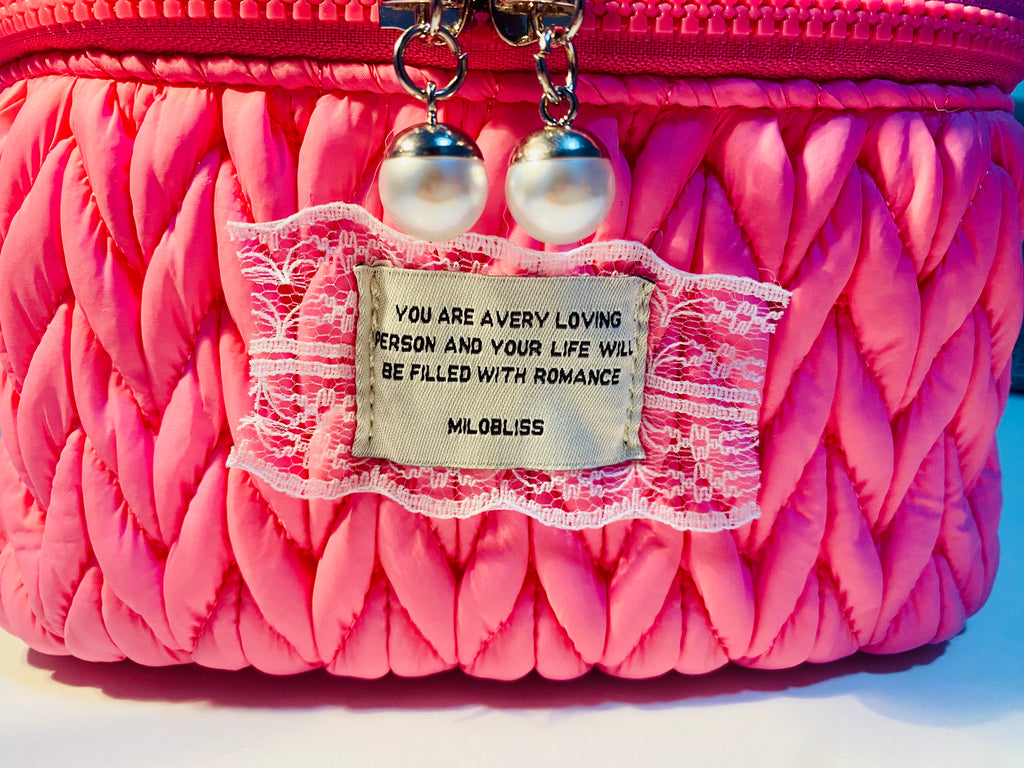 YOU ARE AVERY LOVING
PERSON AND YOUR LIFE WILL
BE FILLED WITH ROMANCE
MILOBLISS